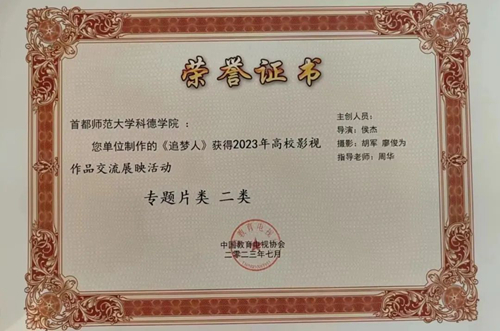 荣誉证书
首都师范大学科德学院：
您单位制作的《追梦人》获得2023年高校影视
作品交流展映活动
专题片类 二类
主创人员：
导演：侯杰
摄影：胡军 廖俊为
指导老师：周华
中国教育电视协会
二零二三年七月